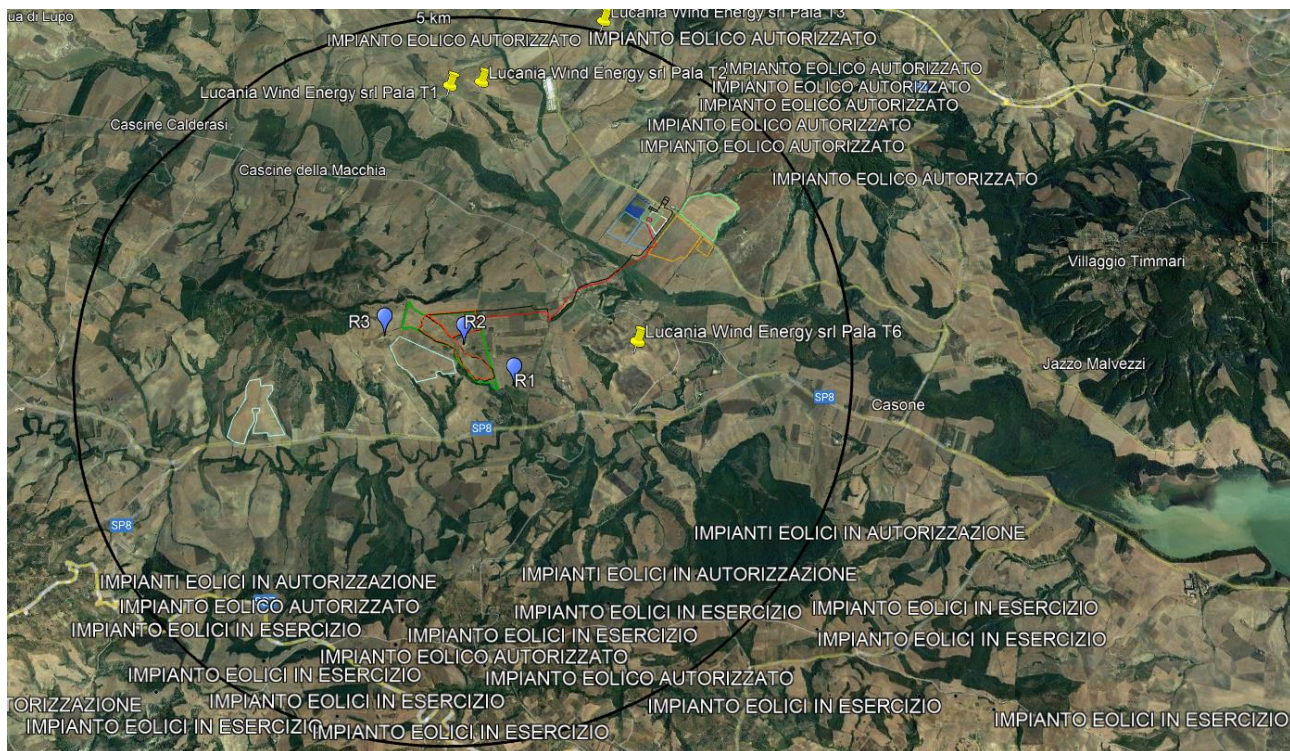 ua di Lupo
5 km
Lucania Wind Energy srl Pala T3
IMPIANTO EOLICO AUTORIZZATO
IMPIANTO EOLICO AUTORIZZATO
Lucania Wind Energy srl Pala T2
IMPIANTO EOLICO AUTORIZZATO
Lucania Wind Energy srl Pala T1
IMPIANTO EOLICO AUTORIZZATO
IMPIANTO EOLICO AUTORIZZATO
Cascine Calderasi
IMPIANTO EOLICO AUTORIZZATO
IMPIANTO EOLICO AUTORIZZATO
Cascine della Macchia
IMPIANTO EOLICO AUTORIZZATO
Villaggio Timmari
R3
R2
Lucania Wind Energy srl Pala T6
R1
Jazzo Malvezzi
SP8
Casone
SP8
SP8
IMPIANTI EOLICI IN AUTORIZZAZIONE
IMPIANTI EOLICI IN AUTORIZZAZIONE
IMPIANTI EOLICI IN AUTORIZZAZIONE
IMPIANTO EOLICO AUTORIZZATO
IMPIANTO EOLICI IN ESERCIZIO
IMPIANTO EOLICI IN ESERCIZIO
IMPIANTO EOLICI IN ESERCIZIO
IMPIANTO EOLICI IN ESERCIZIO
IMPIANTO EOLICI IN ESERCIZIO
IMPIANTO EOLICO AUTORIZZATO
IMPIANTO EOLICI IN ESERCIZIO
IMPIANTO EOLICO AUTORIZZATO
TORIZZAZIONE
IMPIANTO EOLICI IN ESERCIZIO
IMPIANTO EOLICI IN ESERCIZIO
IMPIANTO EOLICI IN ESERCIZIO
IMPIANTO EOLICI IN ESERCIZIO
IMPIANTO EOLICI IN ESERCIZIO